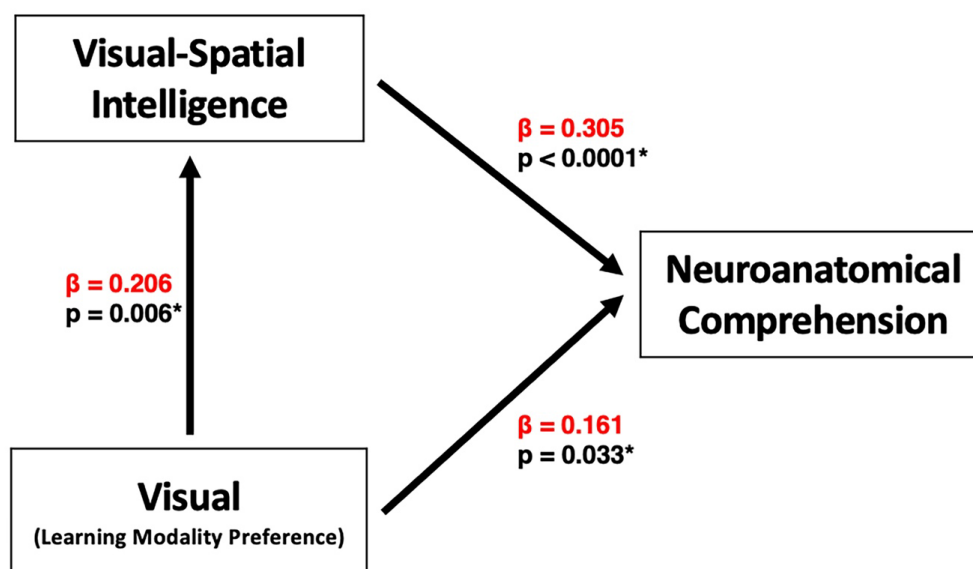 Visual-Spatial
Intelligence
β = 0.305
p < 0.0001*
Neuroanatomical
Comprehension
β = 0.206
p = 0.006*
β = 0.161
p = 0.033*
Visual
(Learning Modality Preference)